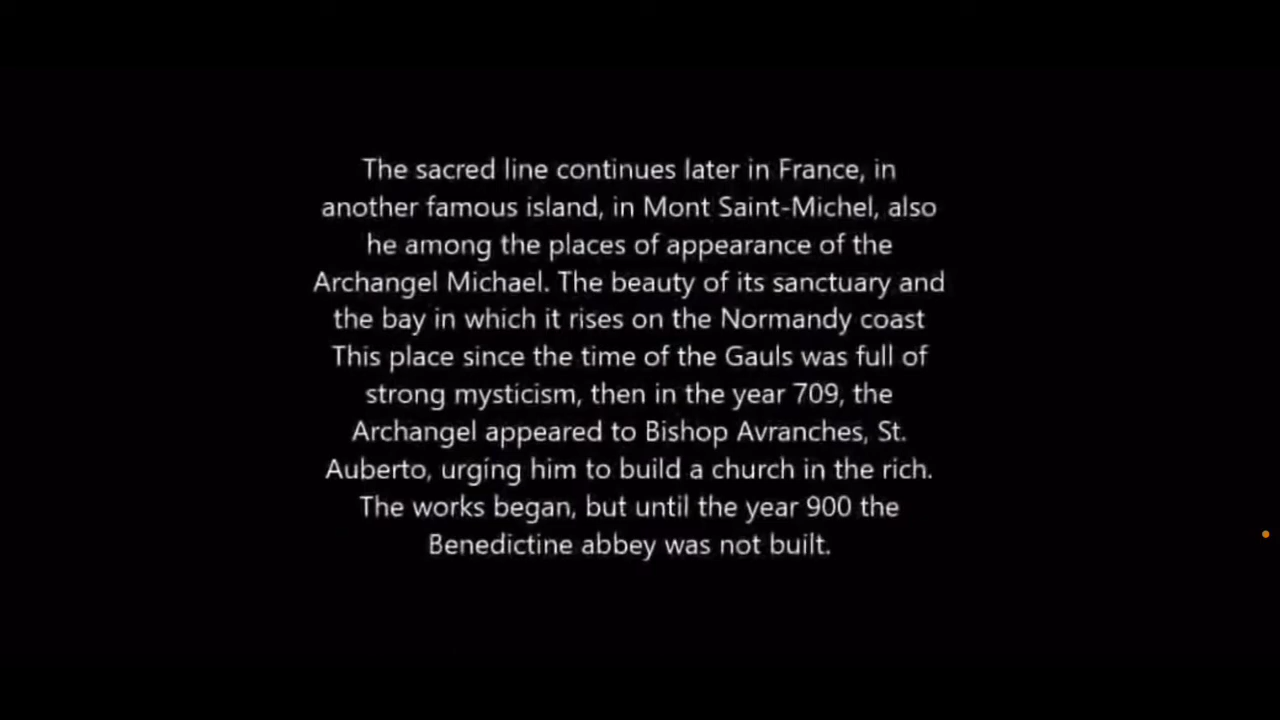 The sacred line continues later in France, in
another famous island, in Mont Saint-Michel, also
he among the places of appearance of the
Archangel Michael. The beauty of its sanctuary and
the bay in which it rises on the Normandy coast
This place since the time of the Gauls was full of
strong mysticism, then in the year 709, the
Archangel appeared to Bishop Avranches, St.
Auberto, urging him to build a church in the rich.
The works began, but until the year 900 the
Benedictine abbey was not built.